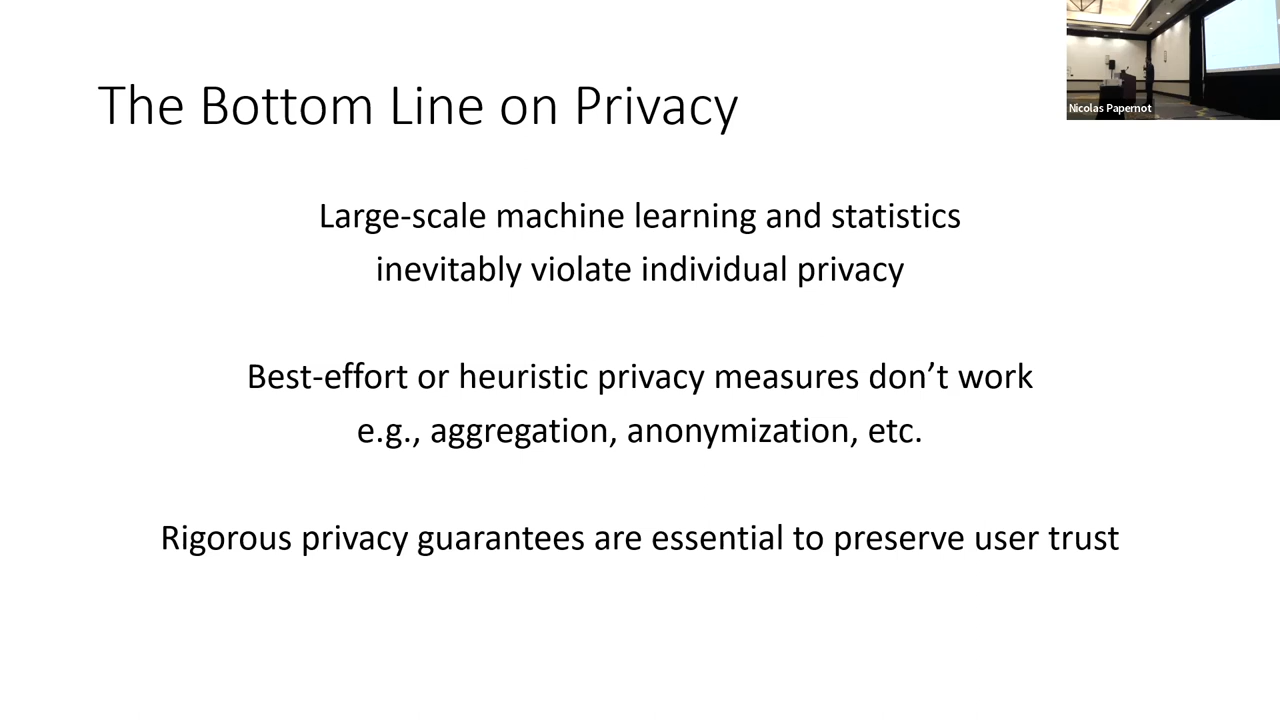 Nicolas Papernot
The Bottom Line on Privacy
Large-scale machine learning and statistics
inevitably violate individual privacy
Best-effort or heuristic privacy measures don’t work
e.g., aggregation, anonymization, etc.
Rigorous privacy guarantees are essential to preserve user trust